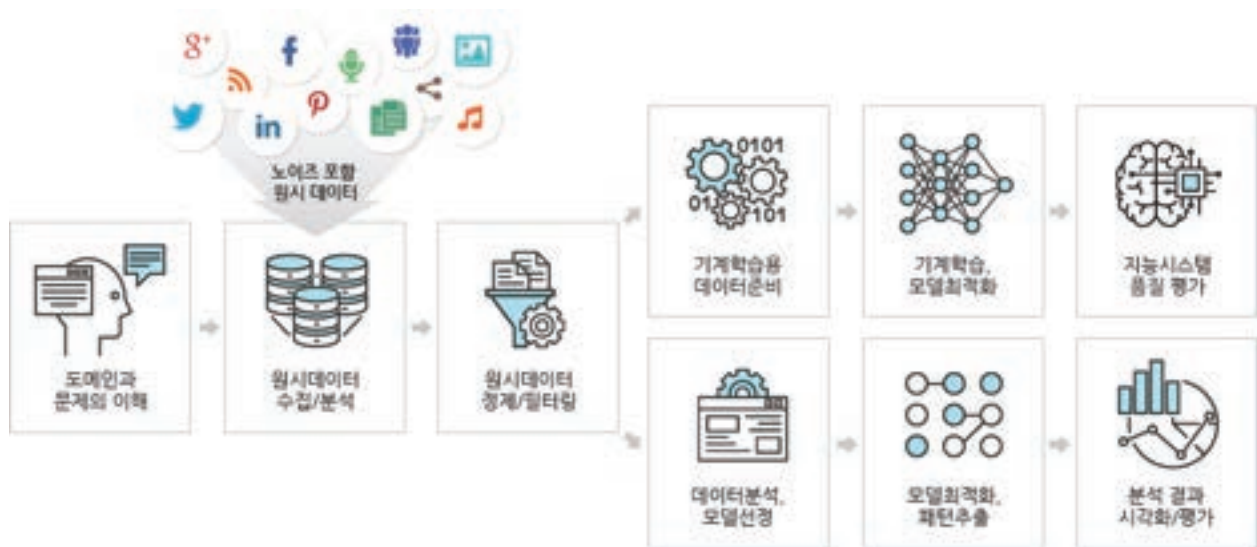 g+
f
in
노이즈 포함
원시 데이터
도메인과
문제의 이해
원시데이터
수집/분석
원시데이터
정제/필터링
0101
01
101
기계학습용
데이터준비
기계학습,
모델최적화
지능시스템
품질 평가
데이터분석,
모델선정
모델최적화,
패턴추출
분석 결과
시각화/평가